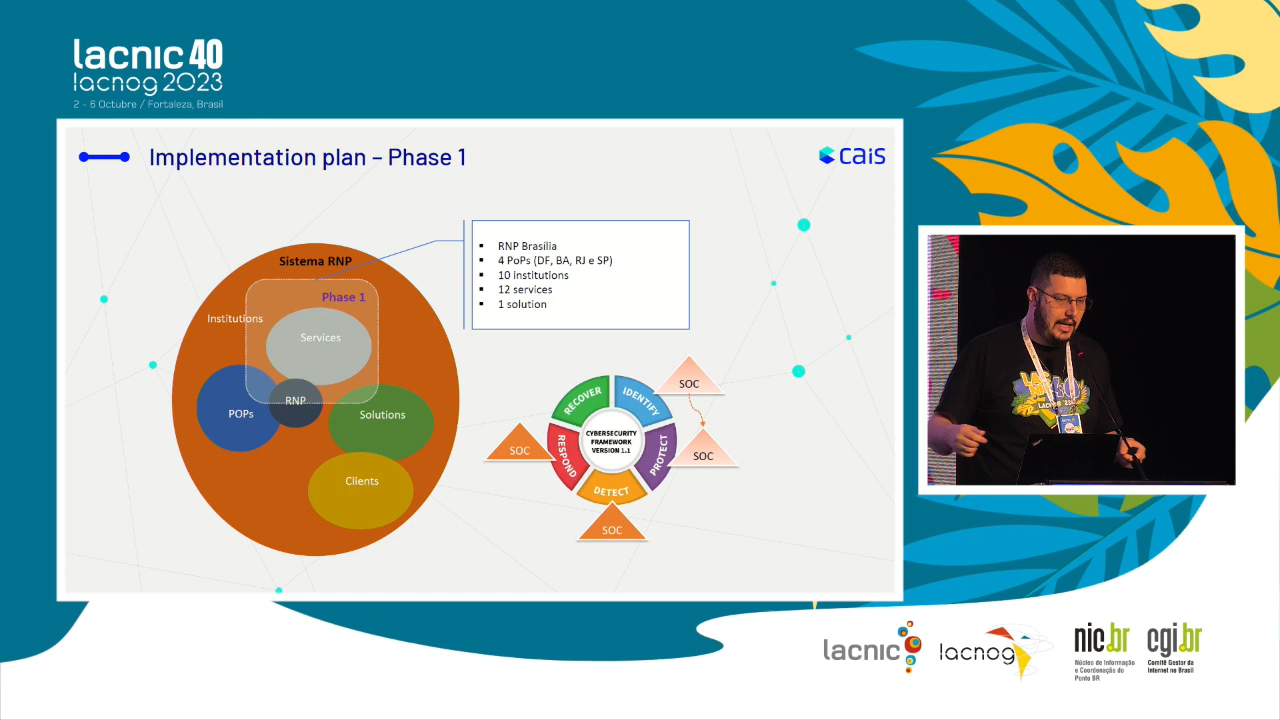 lacnic 40
lacnog 2023
2 - 6 Octubre / Fortaleza, Brasil
Implementation plan – Phase 1
cais
Sistema RNP
Phase 1
Institutions
Services
RNP
POPs
Solutions
Clients
▪ RNP Brasília
▪ 4 PoPs (DF, BA, RJ e SP)
▪ 10 Institutions
▪ 12 services
▪ 1 solution
RECOVER
IDENTIFY
PROTECT
DETECT
RESPOND
CYBERSECURITY
FRAMEWORK
VERSION 1.1
SOC
SOC
SOC
SOC
lacnic
lacnog
nic.br
Núcleo de Informação
e Coordenação do
Ponto BR
cgi.br
Comitê Gestor da
Internet no Brasil